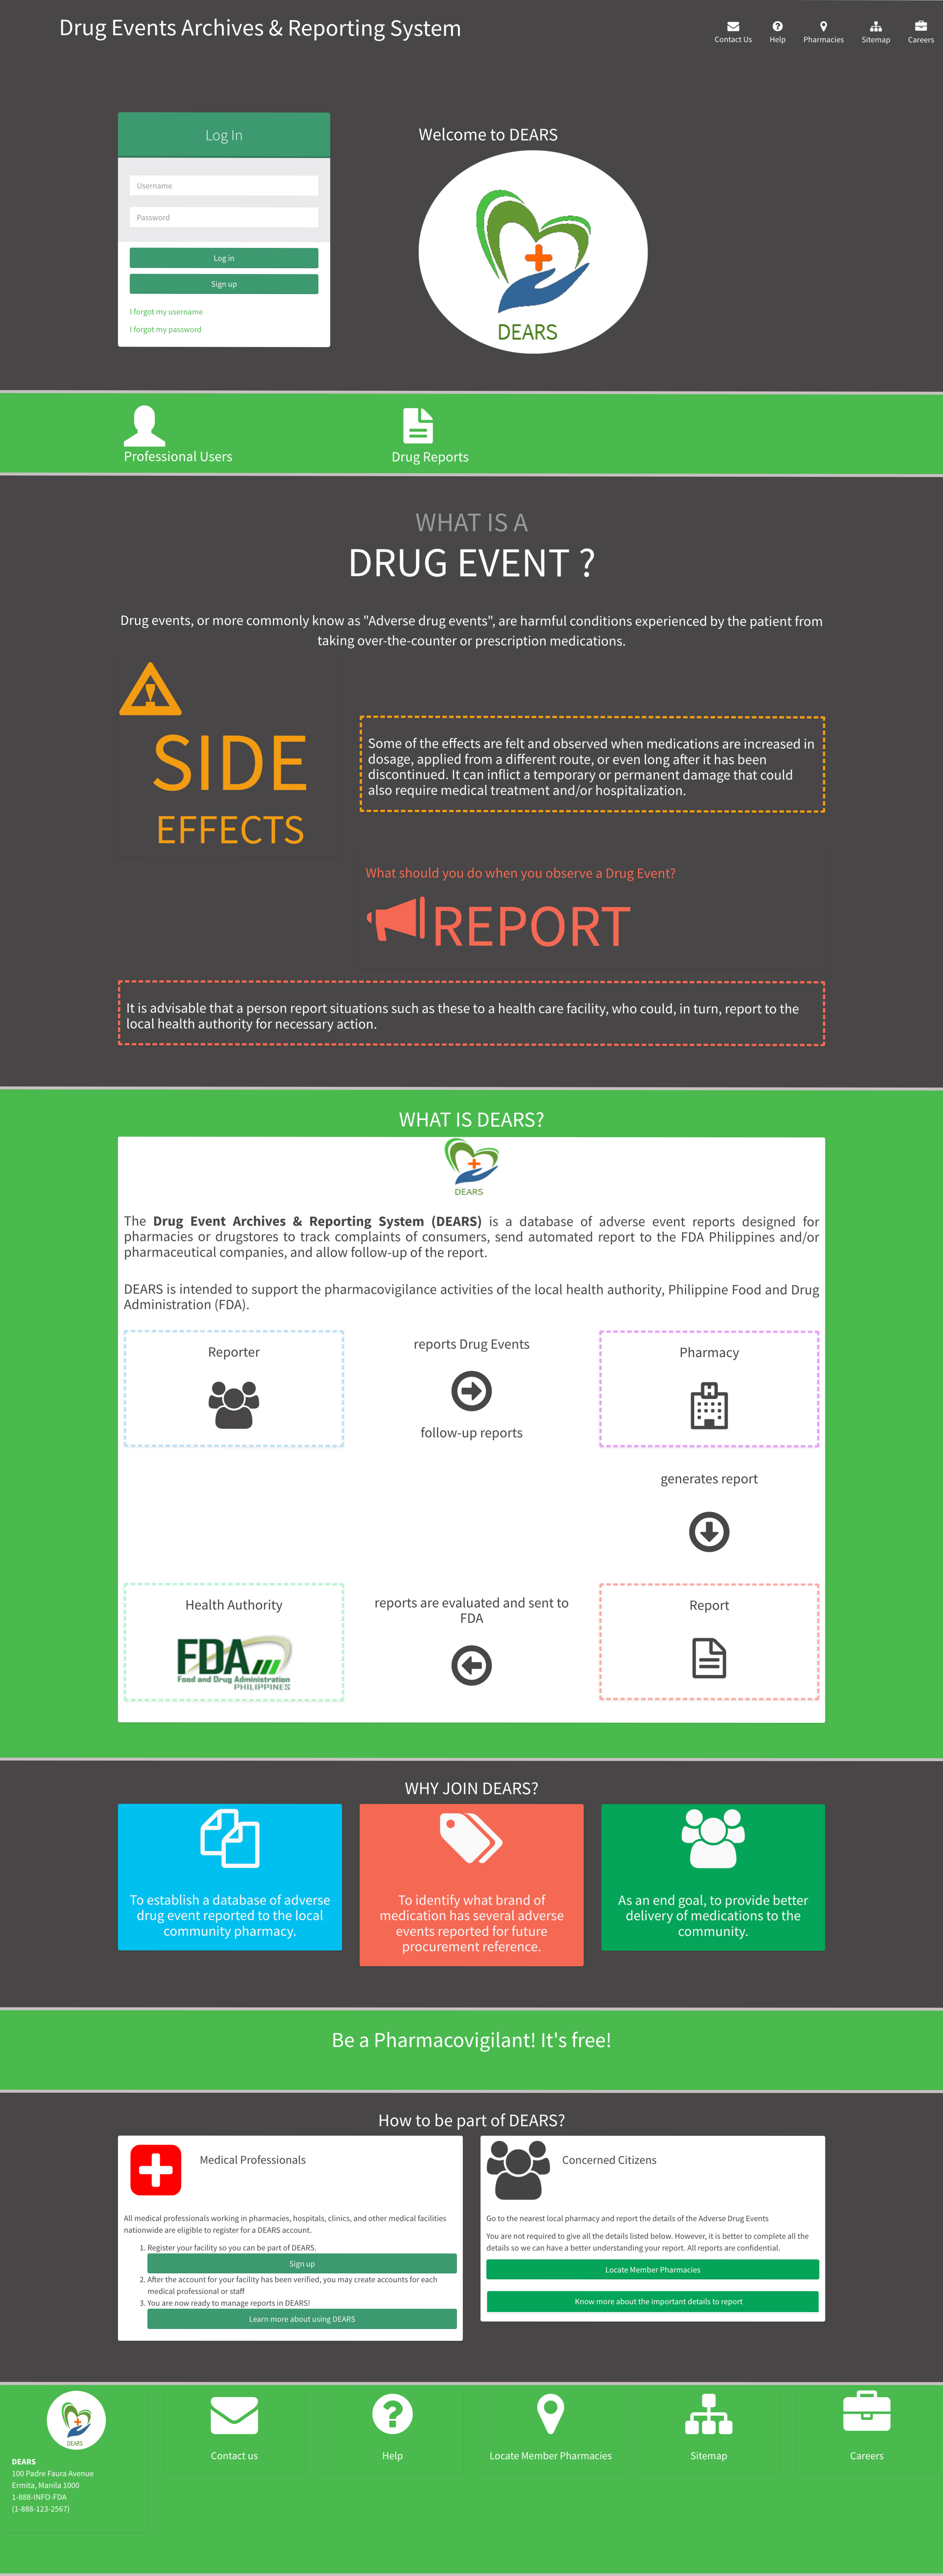 Drug Events Archives & Reporting System
Contact Us
Help
Pharmacies
Sitemap
Careers
Log In
Username
Password
Log in
Sign up
I forgot my username
I forgot my password
Welcome to DEARS
DEARS
Professional Users
Drug Reports
WHAT IS A
DRUG EVENT ?
Drug events, or more commonly know as "Adverse drug events", are harmful conditions experienced by the patient from
taking over-the-counter or prescription medications.
SIDE
EFFECTS
Some of the effects are felt and observed when medications are increased in
dosage, applied from a different route, or even long after it has been
discontinued. It can inflict a temporary or permanent damage that could
also require medical treatment and/or hospitalization.
What should you do when you observe a Drug Event?
REPORT
It is advisable that a person report situations such as these to a health care facility, who could, in turn, report to the
local health authority for necessary action.
WHAT IS DEARS?
DEARS
The Drug Event Archives & Reporting System (DEARS) is a database of adverse event reports designed for
pharmacies or drugstores to track complaints of consumers, send automated report to the FDA Philippines and/or
pharmaceutical companies, and allow follow-up of the report.
DEARS is intended to support the pharmacovigilance activities of the local health authority, Philippine Food and Drug
Administration (FDA).
Reporter
reports Drug Events
follow-up reports
Pharmacy
H
generates report
Health Authority
FDA
Food and Drug Administration
PHILIPPINES
reports are evaluated and sent to
FDA
Report
WHY JOIN DEARS?
To establish a database of adverse
drug event reported to the local
community pharmacy.
To identify what brand of
medication has several adverse
events reported for future
procurement reference.
As an end goal, to provide better
delivery of medications to the
community.
Be a Pharmacovigilant! It's free!
How to be part of DEARS?
Medical Professionals
All medical professionals working in pharmacies, hospitals, clinics, and other medical facilities
nationwide are eligible to register for a DEARS account.
1. Register your facility so you can be part of DEARS.
Sign up
2. After the account for your facility has been verified, you may create accounts for each
medical professional or staff
3. You are now ready to manage reports in DEARS!
Learn more about using DEARS
Concerned Citizens
Go to the nearest local pharmacy and report the details of the Adverse Drug Events
You are not required to give all the details listed below. However, it is better to complete all the
details so we can have a better understanding your report. All reports are confidential.
Locate Member Pharmacies
Know more about the important details to report
DEARS
DEARS
100 Padre Faura Avenue
Ermita, Manila 1000
1-888-INFO-FDA
(1-888-123-2567)
Contact us
Help
Locate Member Pharmacies
Sitemap
Careers